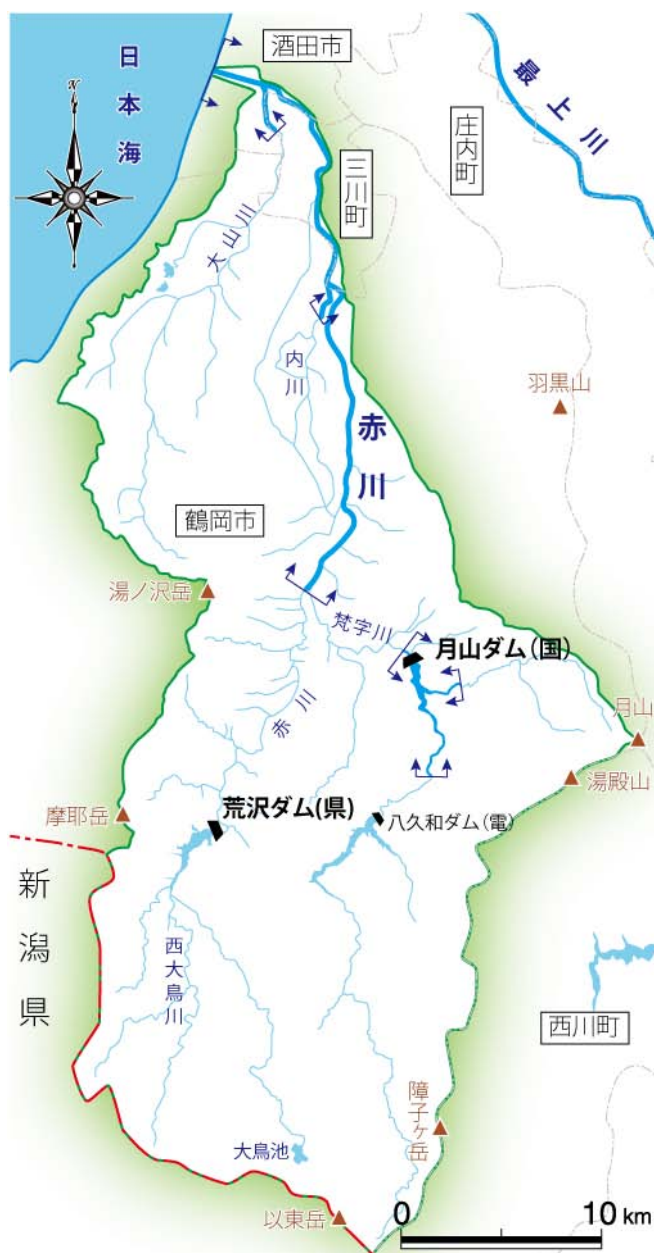 酒田市
日本海
N
最上川
庄内町
三川町
大山川
内川
羽黒山
赤川
鶴岡市
湯ノ沢岳
梵字川
月山ダム(国)
月山
赤川
湯殿山
摩耶岳
荒沢ダム(県)
八久和ダム(電)
新潟県
西大鳥川
西川町
障子ヶ岳
大鳥池
以東岳
0 10 km